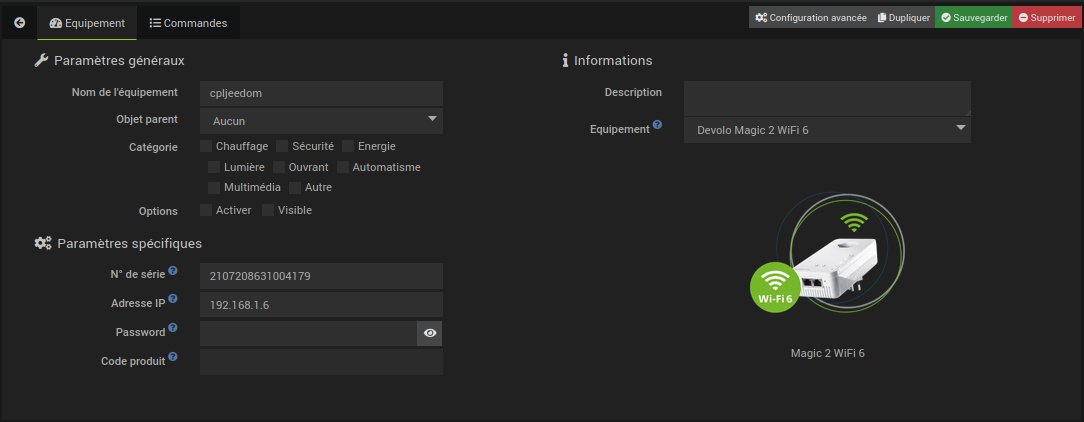 Equipement
Commandes
Configuration avancée
Dupliquer
Sauvegarder
Supprimer
Paramètres généraux
Nom de l'équipement cpljeedom
Objet parent Aucun
Catégorie Chauffage Sécurité Energie
Lumière Ouvrant Automatisme
Multimédia Autre
Options Activer Visible
Paramètres spécifiques
N° de série ? 2107208631004179
Adresse IP ? 192.168.1.6
Password ?
Code produit ?
Informations
Description
Equipement ? Devolo Magic 2 WiFi 6
Wi-Fi 6
Magic 2 WiFi 6